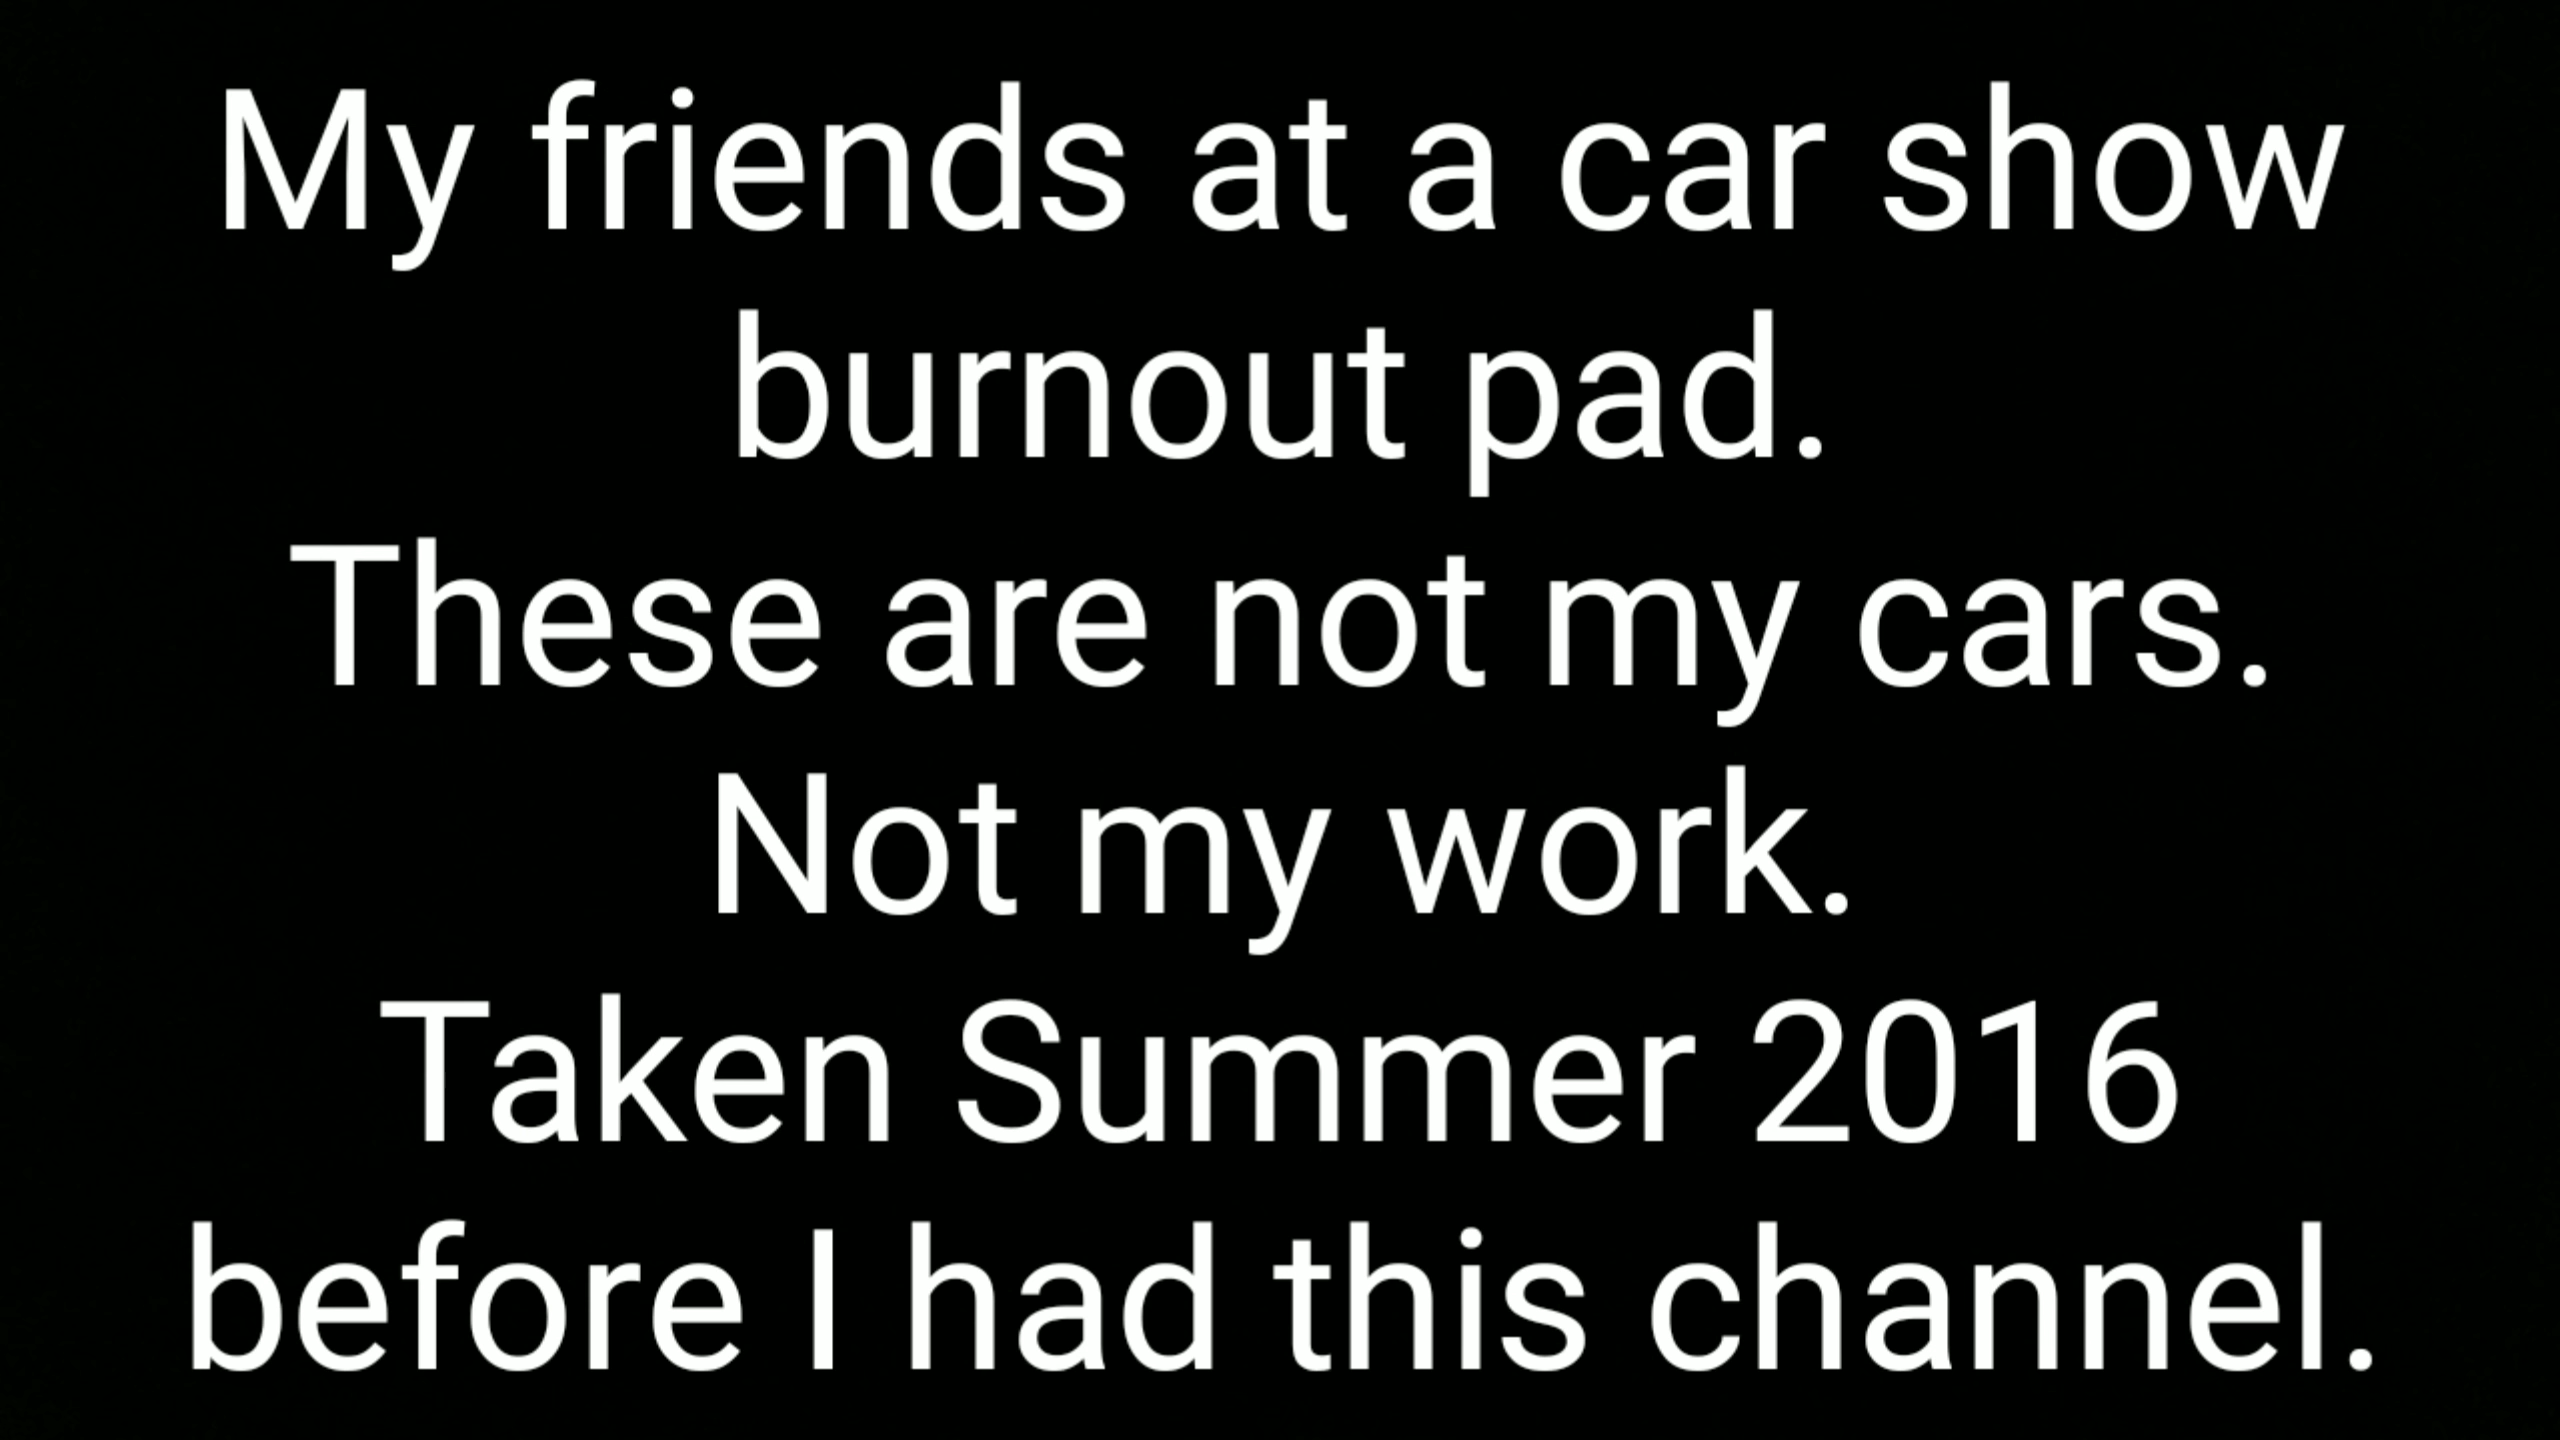 My friends at a car show
burnout pad.
These are not my cars.
Not my work.
Taken Summer 2016
before I had this channel.